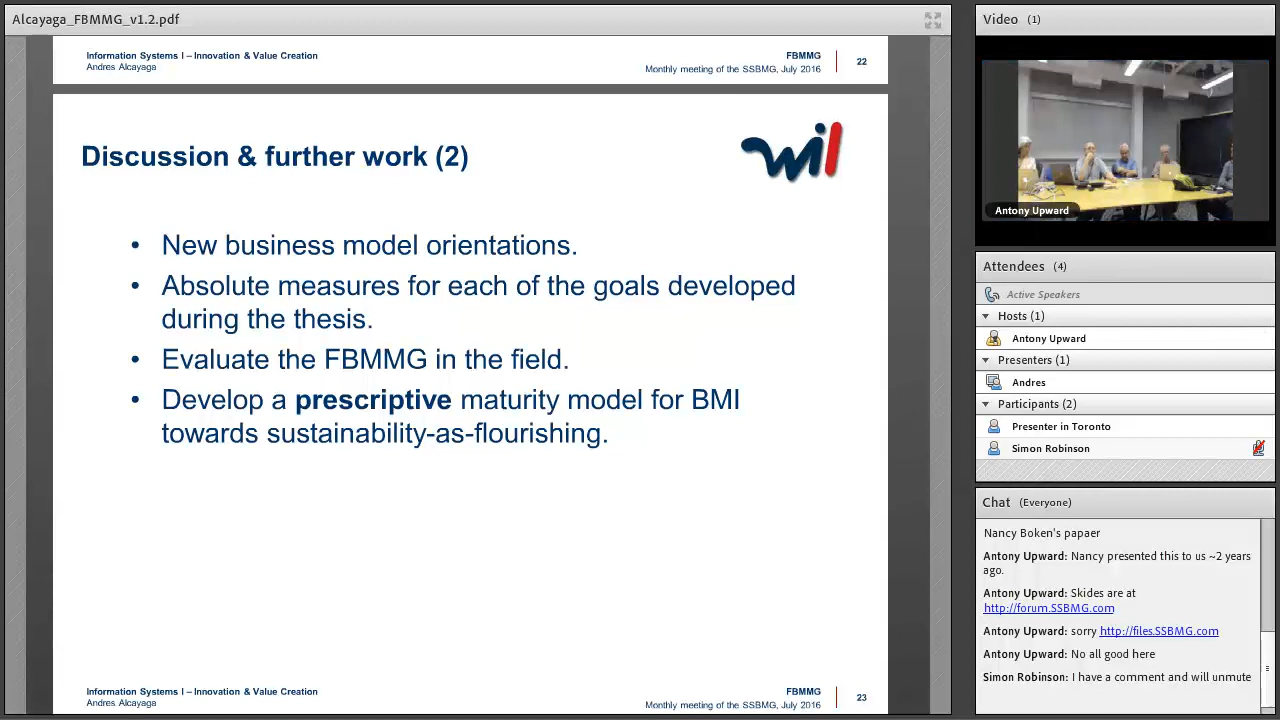 Alcayaga_FBMMG_v1.2.pdf
Information Systems I – Innovation & Value Creation
Andres Alcayaga
FBMMG
Monthly meeting of the SSBMG, July 2016
22
Discussion & further work (2)
wil
• New business model orientations.
• Absolute measures for each of the goals developed
during the thesis.
• Evaluate the FBMMG in the field.
• Develop a prescriptive maturity model for BMI
towards sustainability-as-flourishing.
Information Systems I – Innovation & Value Creation
Andres Alcayaga
FBMMG
Monthly meeting of the SSBMG, July 2016
23
Video (1)
Antony Upward
Attendees (4)
Active Speakers
Hosts (1)
Antony Upward
Presenters (1)
Andres
Participants (2)
Presenter in Toronto
Simon Robinson
Chat (Everyone)
Nancy Boken's papaer
Antony Upward: Nancy presented this to us ~2 years
ago.
Antony Upward: Skides are at
http://forum.SSBMG.com
Antony Upward: sorry http://files.SSBMG.com
Antony Upward: No all good here
Simon Robinson: I have a comment and will unmute